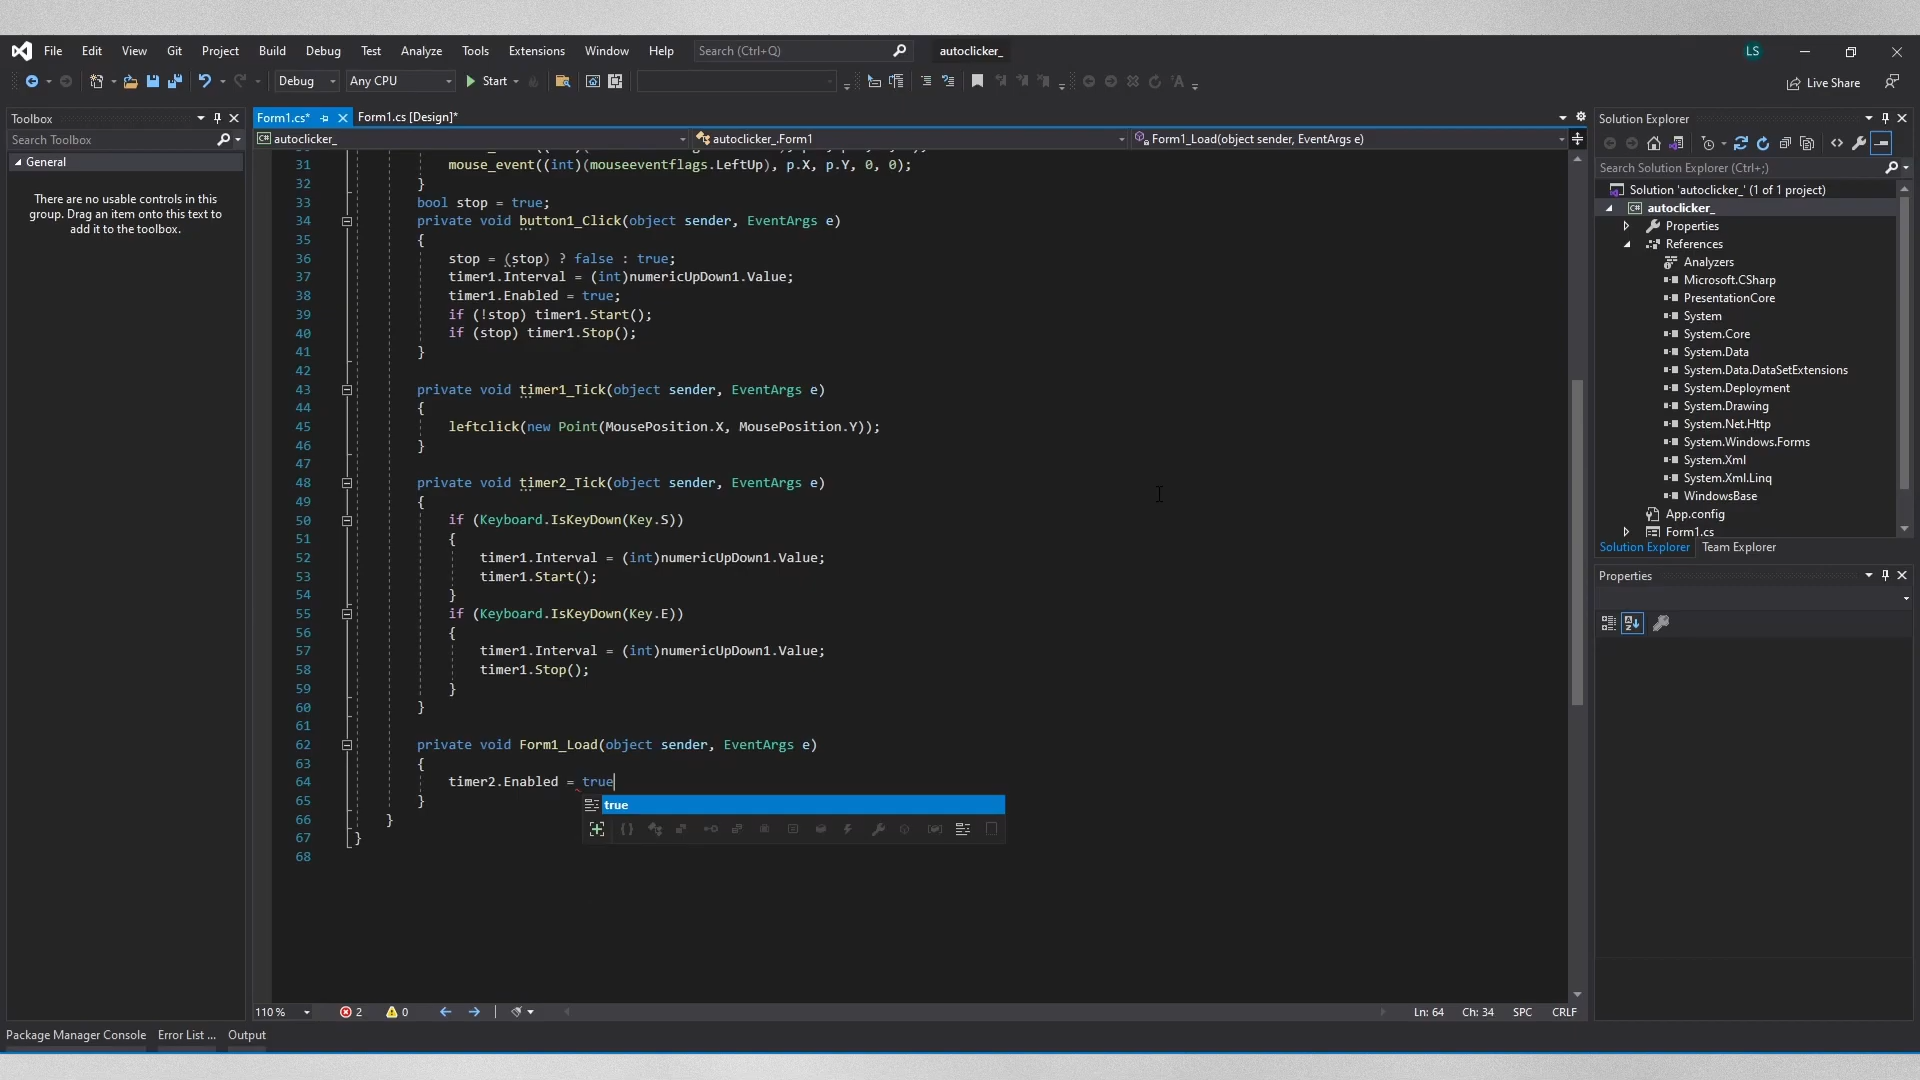 File Edit View Git Project Build Debug Test Analyze Tools Extensions Window Help Search (Ctrl+Q) autoclicker_ LS
Debug Any CPU Start Live Share
Toolbox
Search Toolbox
General
There are no usable controls in this
group. Drag an item onto this text to
add it to the toolbox.
Form1.cs* Form1.cs [Design]*
autoclicker_ autoclicker_.Form1 Form1_Load(object sender, EventArgs e)
31 mouse_event((int)(mouseeventflags.LeftUp), p.X, p.Y, 0, 0);
32 }
33 bool stop = true;
34 private void button1_Click(object sender, EventArgs e)
35 {
36 stop = (stop) ? false : true;
37 timer1.Interval = (int)numericUpDown1.Value;
38 timer1.Enabled = true;
39 if (!stop) timer1.Start();
40 if (stop) timer1.Stop();
41 }
42
43 private void timer1_Tick(object sender, EventArgs e)
44 {
45 leftclick(new Point(MousePosition.X, MousePosition.Y));
46 }
47
48 private void timer2_Tick(object sender, EventArgs e)
49 {
50 if (Keyboard.IsKeyDown(Key.S))
51 {
52 timer1.Interval = (int)numericUpDown1.Value;
53 timer1.Start();
54 }
55 if (Keyboard.IsKeyDown(Key.E))
56 {
57 timer1.Interval = (int)numericUpDown1.Value;
58 timer1.Stop();
59 }
60 }
61
62 private void Form1_Load(object sender, EventArgs e)
63 {
64 timer2.Enabled = true
65 }
66 }
67 }
68
true
110 % 2 0 Ln: 64 Ch: 34 SPC CRLF
Solution Explorer
Search Solution Explorer (Ctrl+;)
Solution 'autoclicker_' (1 of 1 project)
C# autoclicker_
Properties
References
Analyzers
Microsoft.CSharp
PresentationCore
System
System.Core
System.Data
System.Data.DataSetExtensions
System.Deployment
System.Drawing
System.Net.Http
System.Windows.Forms
System.Xml
System.Xml.Linq
WindowsBase
App.config
Form1.cs
Solution Explorer Team Explorer
Properties
Package Manager Console Error List ... Output